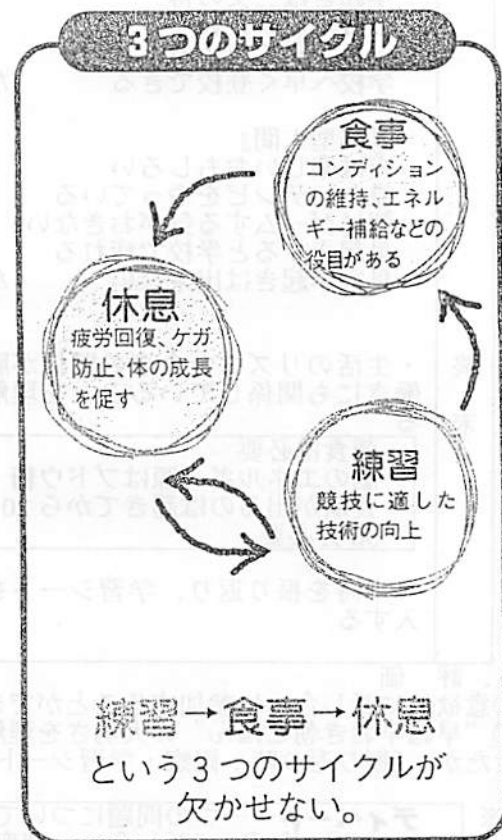 3つのサイクル
食事
コンディション
の維持、エネル
ギー補給などの
役目がある
休息
疲労回復、ケガ
防止、体の成長
を促す
練習
競技に適した
技術の向上
練習→食事→休息
という3つのサイクルが
欠かせない。